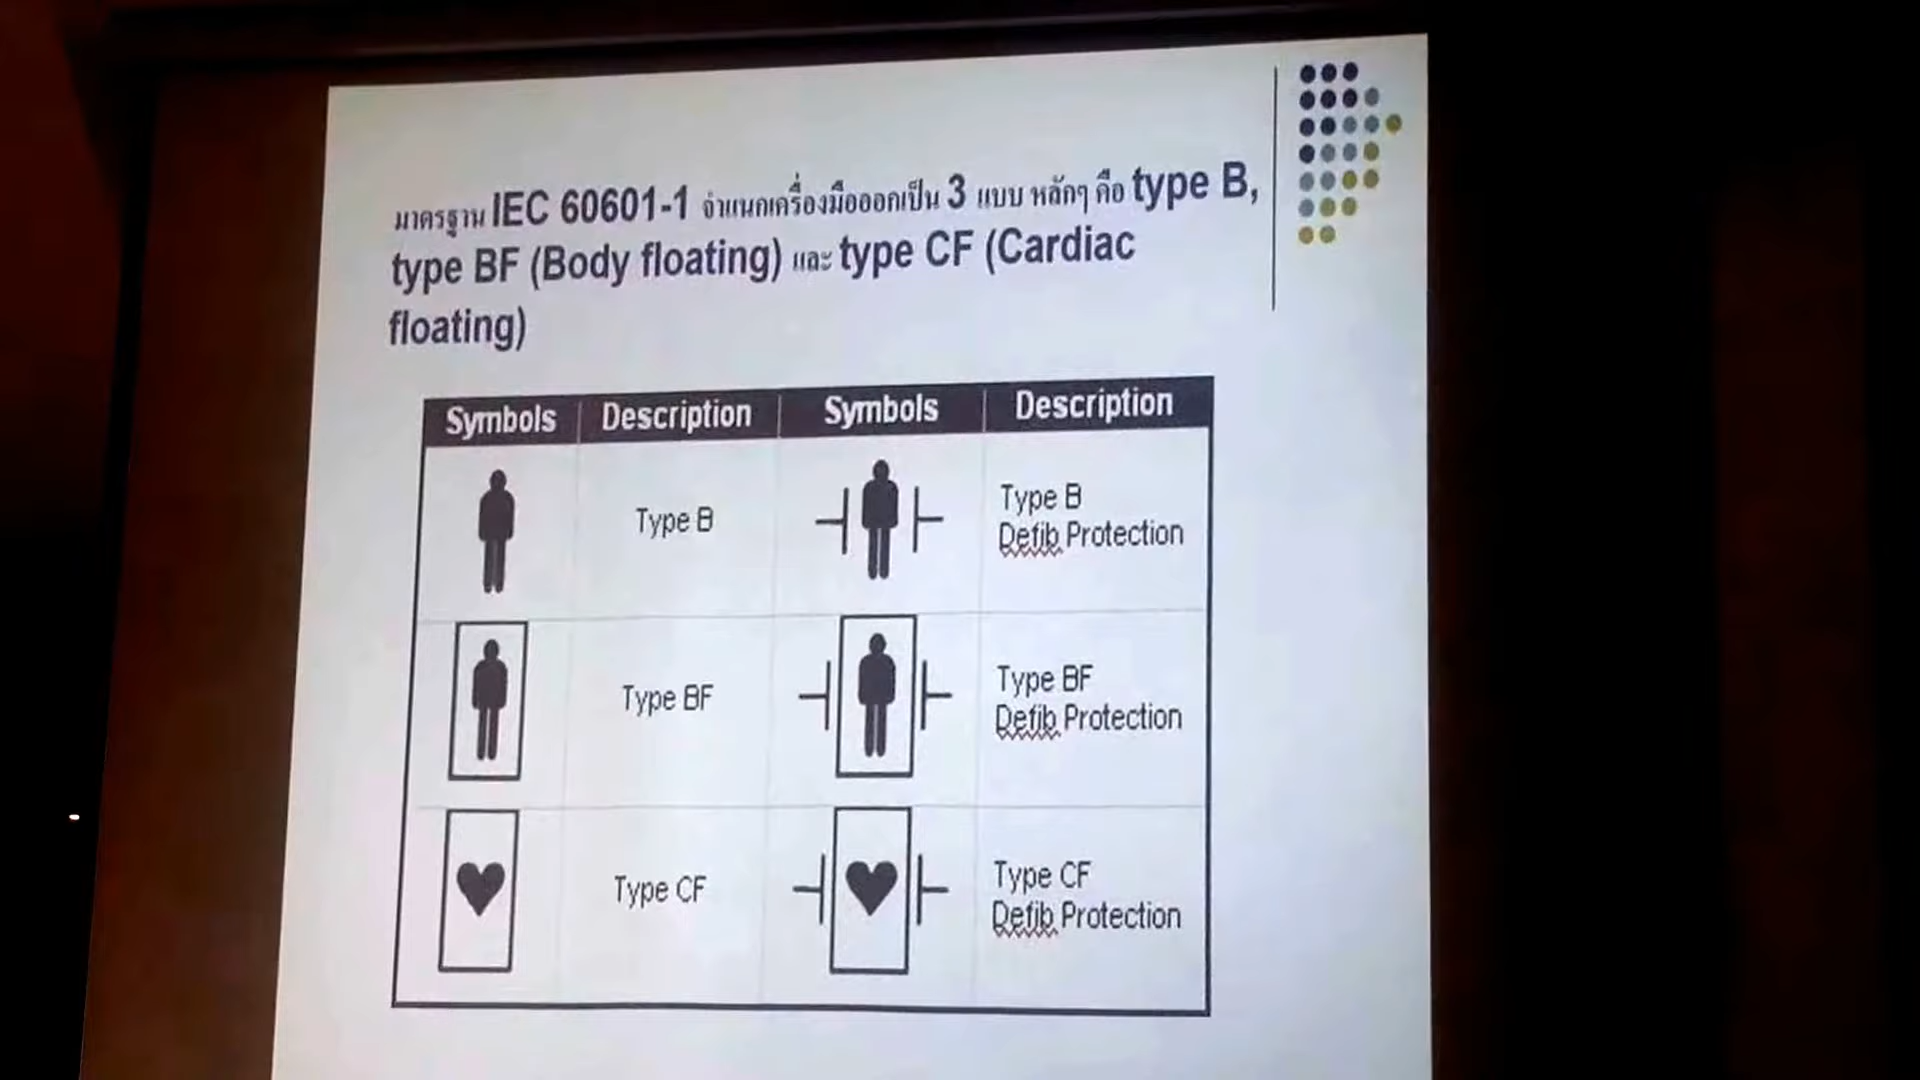 มาตรฐาน IEC 60601-1 จำแนกเครื่องมือออกเป็น 3 แบบ หลักๆ คือ type B,
type BF (Body floating) และ type CF (Cardiac
floating)
Symbols Description Symbols Description
Type B
Type B
Defib Protection
Type BF
Type BF
Defib Protection
Type CF
Type CF
Defib Protection